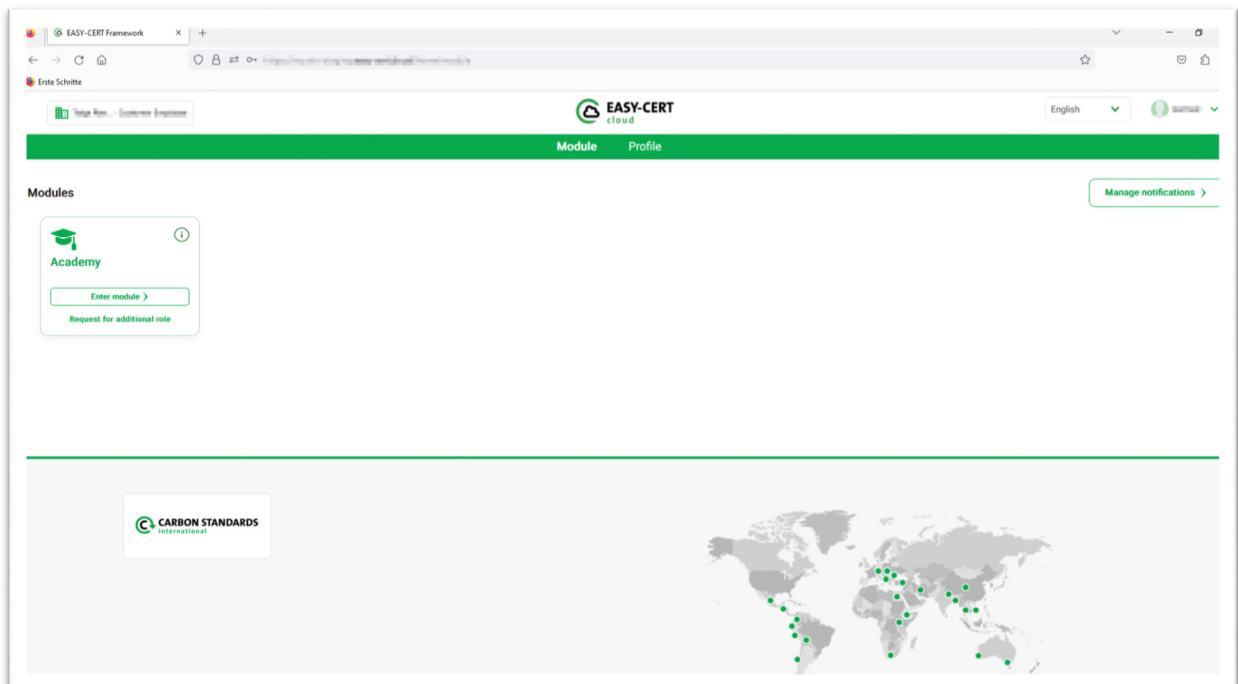 EASY-CERT Framework
Erste Schritte
EASY-CERT
cloud
English
Module Profile
Modules
Manage notifications
Academy
Enter module
Request for additional role
CARBON STANDARDS
international